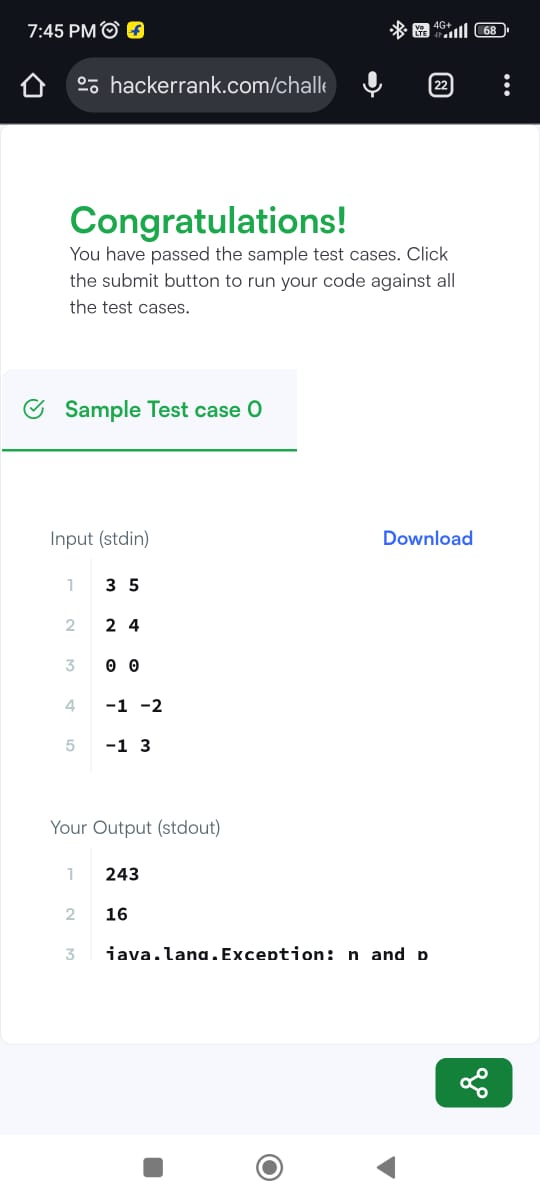 7:45 PM
Vo LTE 4G+ 68
hackerrank.com/chall
22
Congratulations!
You have passed the sample test cases. Click
the submit button to run your code against all
the test cases.
Sample Test case 0
Input (stdin)
Download
1 3 5
2 2 4
3 0 0
4 -1 -2
5 -1 3
Your Output (stdout)
1 243
2 16
3 java.lang.Exception: n and p